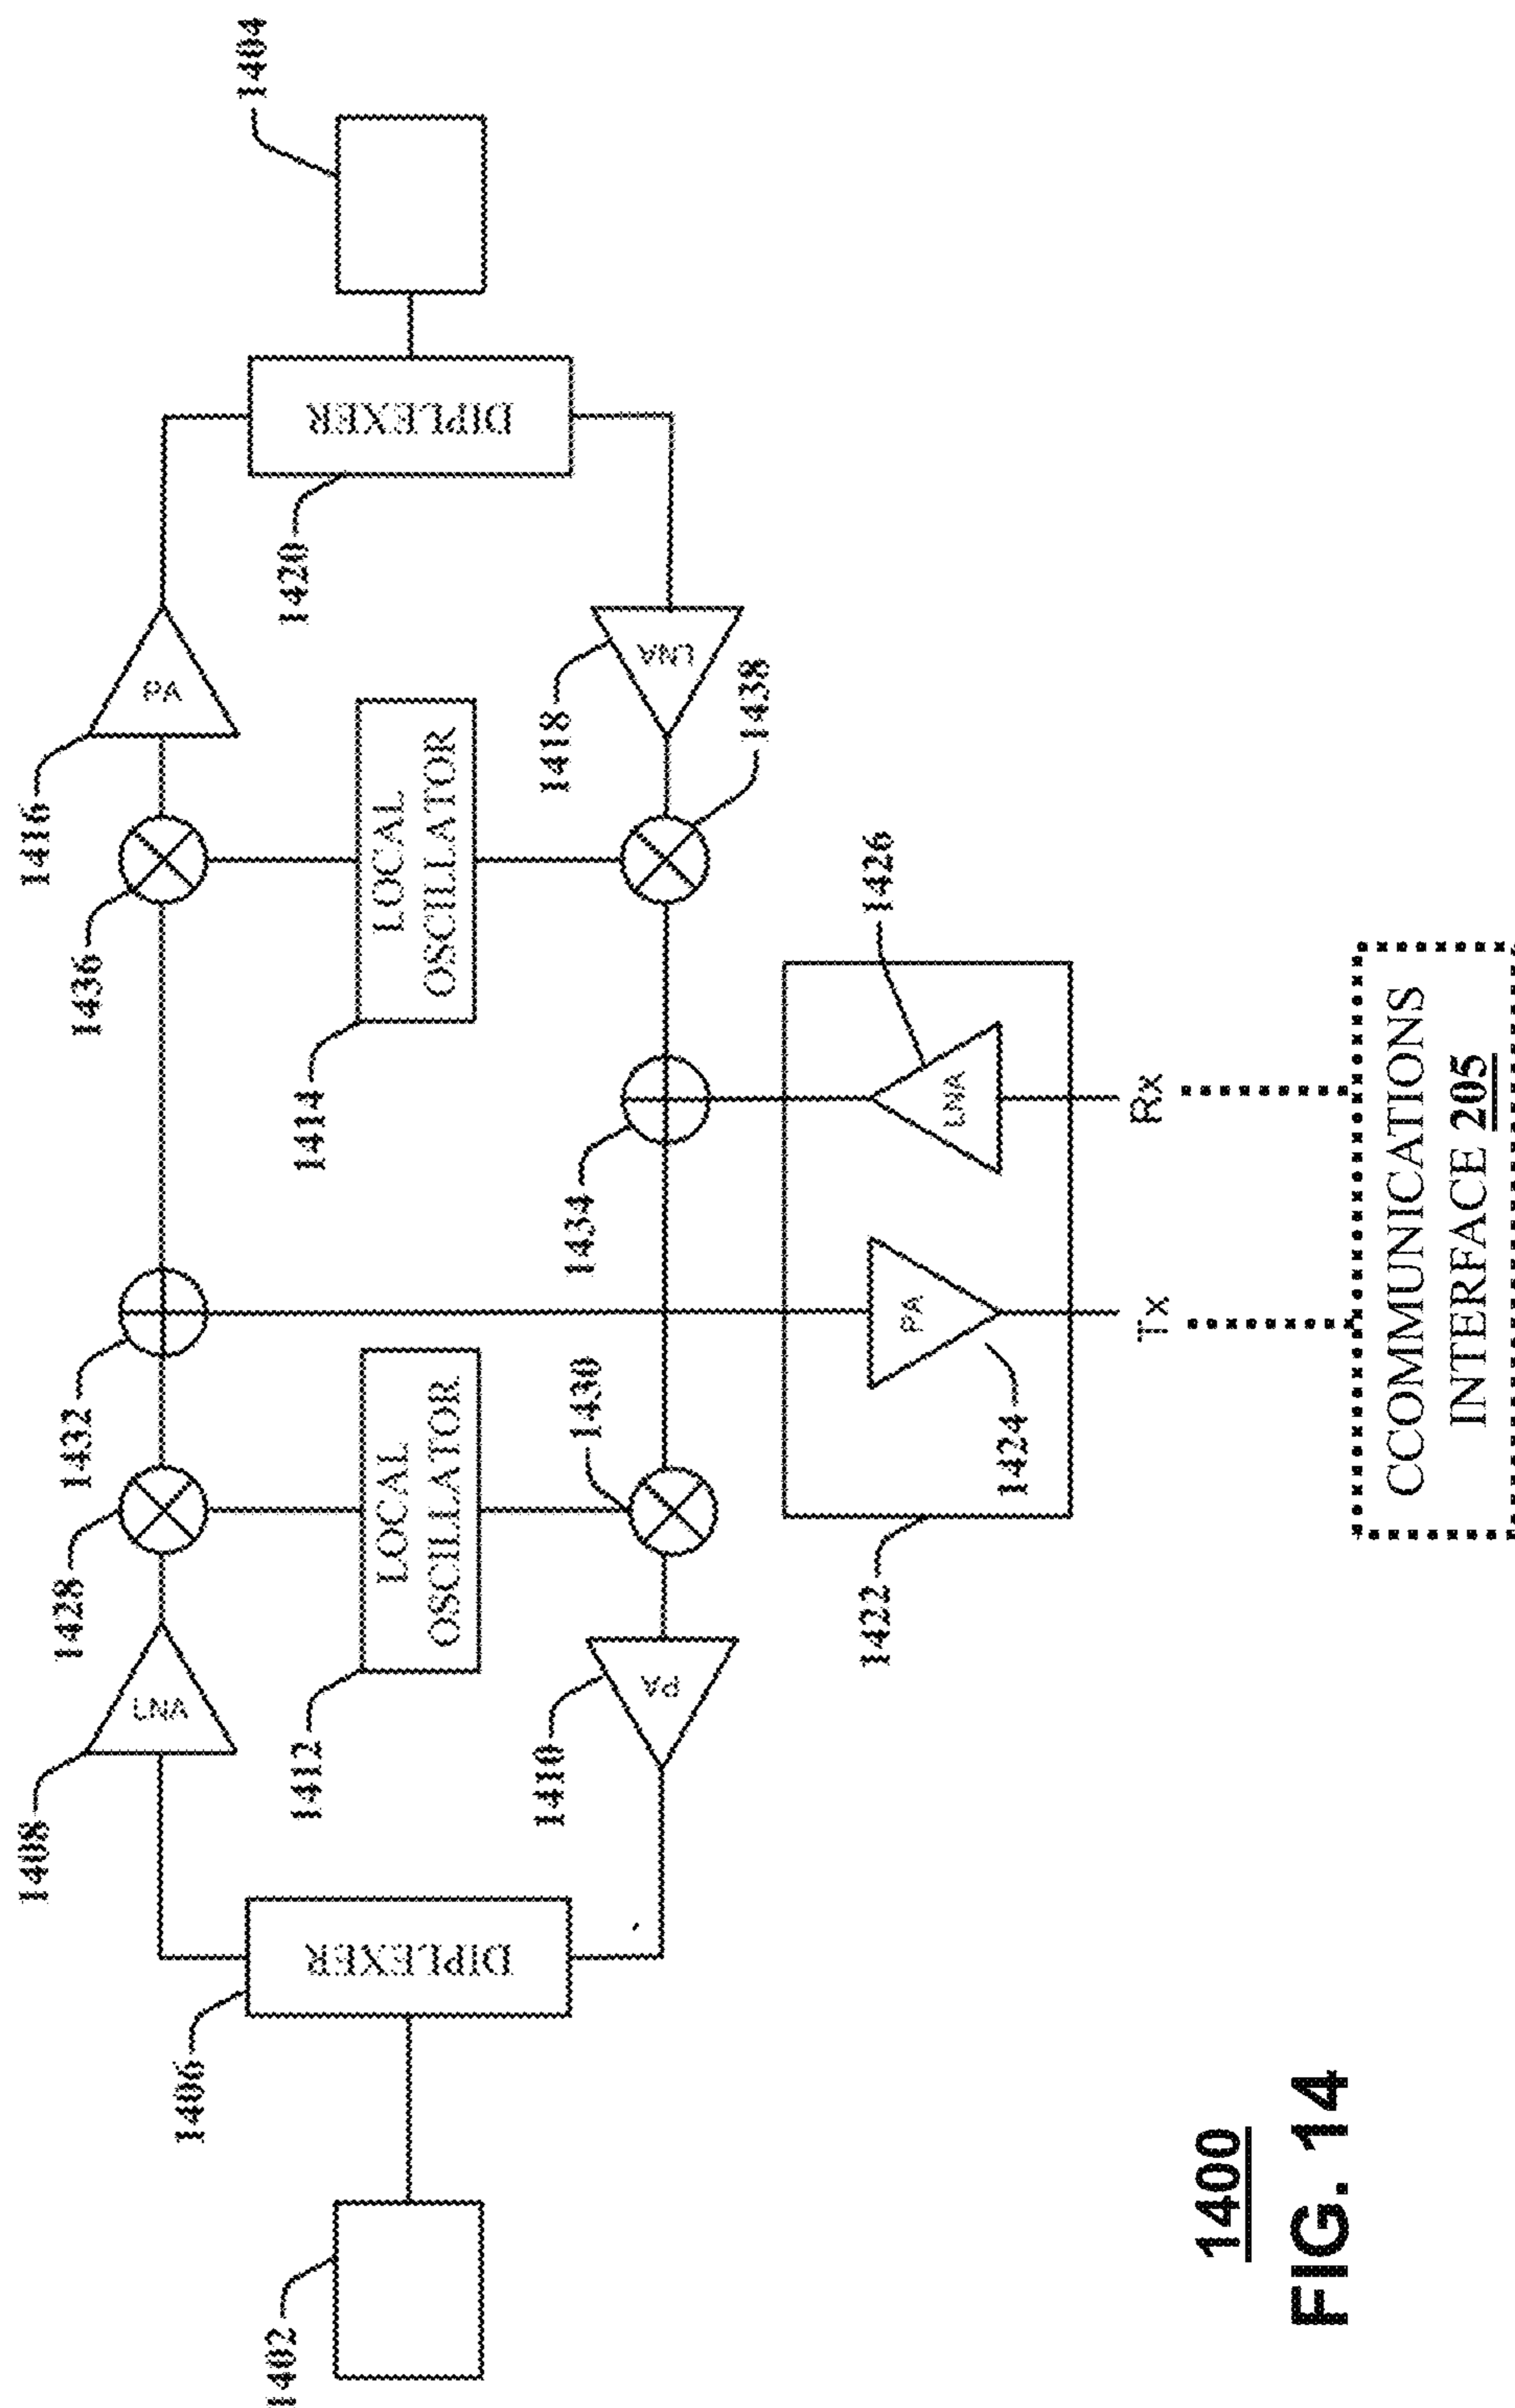 1404
1416
PA
1436
DIPLEXER
1420
LOCAL
OSCILLATOR
1414
LNA
1418
1438
1432
1434
LNA
1426
Rx
1428
LOCAL
OSCILLATOR
1412
1430
PA
1424
Tx
1422
CCOMMUNICATIONS
INTERFACE 205
1408
LNA
1410
PA
DIPLEXER
1406
1402
1400
FIG. 14